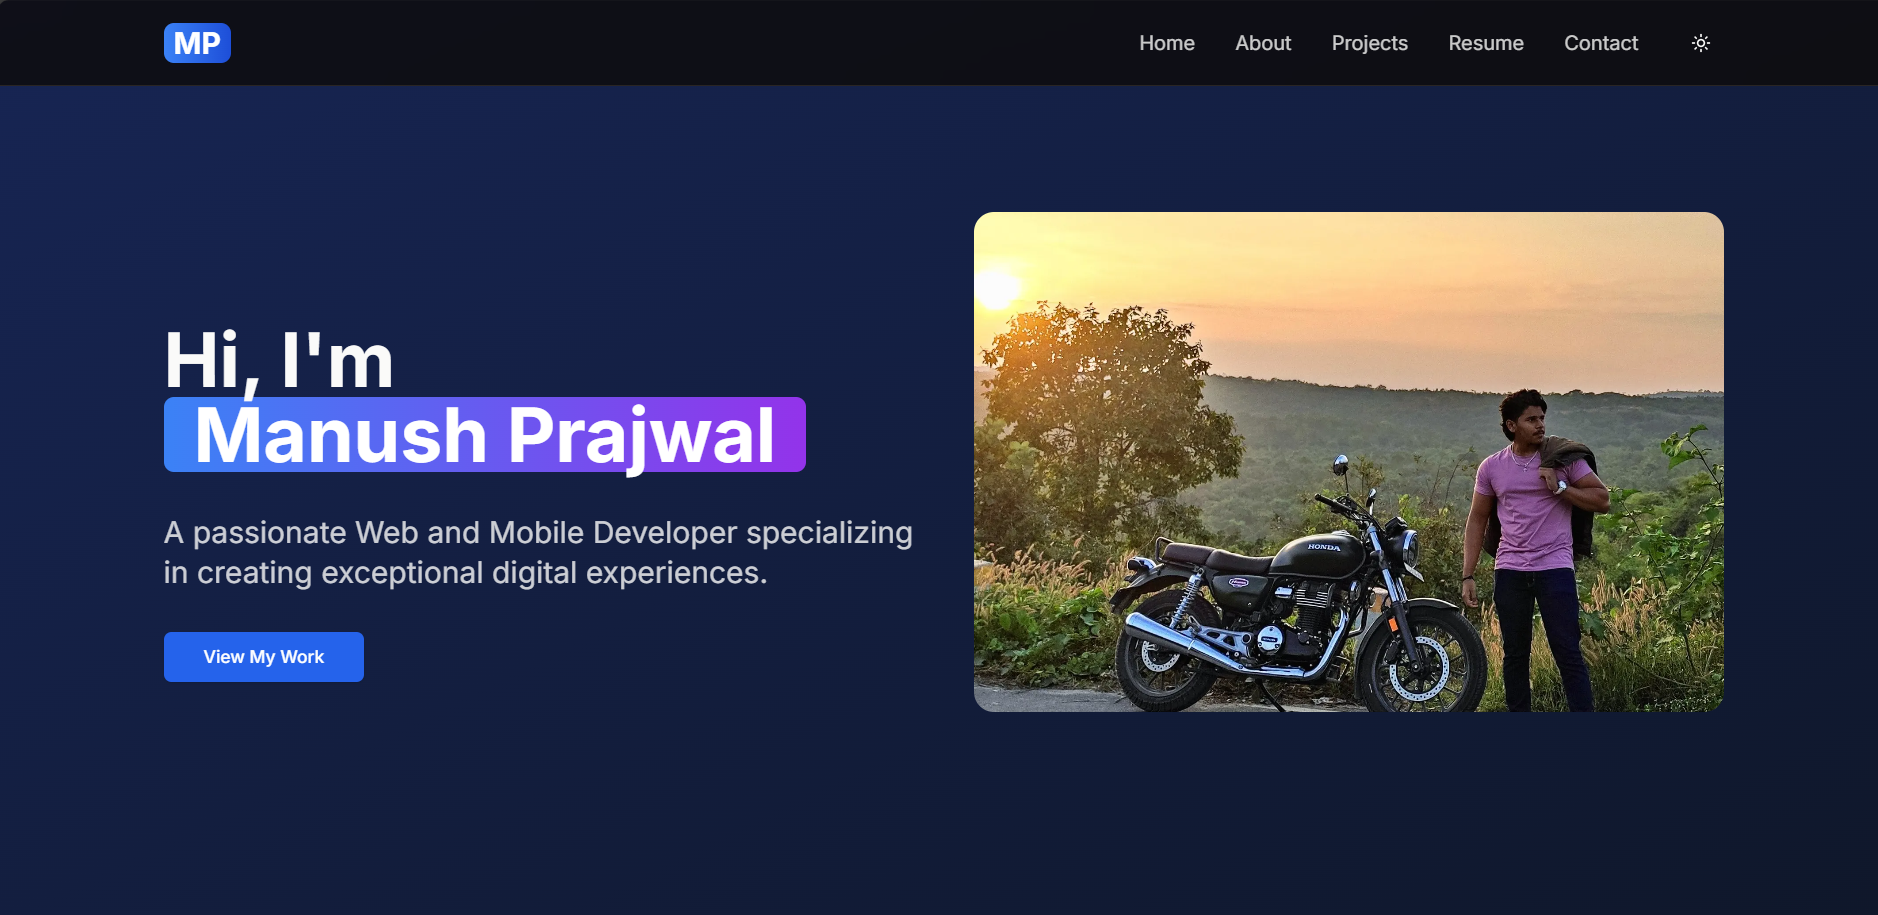 MP
Home About Projects Resume Contact
Hi, I'm
Manush Prajwal
A passionate Web and Mobile Developer specializing
in creating exceptional digital experiences.
View My Work
HONDA